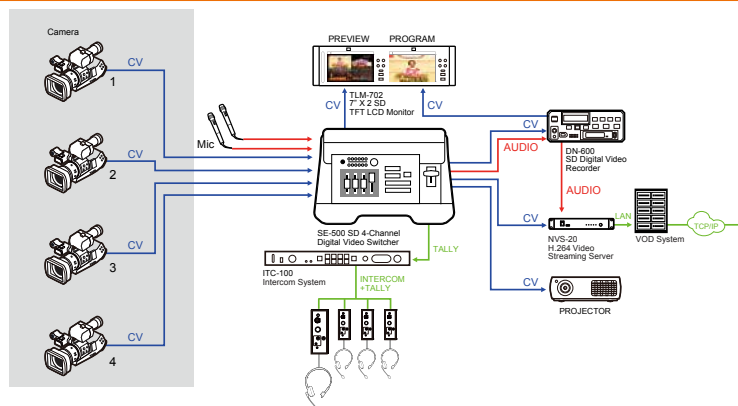 Camera
CV
1
CV
2
CV
3
CV
4
Mic
PREVIEW PROGRAM
CV
TLM-702
7" X 2 SD
TFT LCD Monitor
CV
SE-500 SD 4-Channel
Digital Video Switcher
CV
AUDIO
DN-600
SD Digital Video
Recorder
AUDIO
CV
NVS-20
H.264 Video
Streaming Server
LAN
VOD System
TCP/IP
CV
PROJECTOR
TALLY
ITC-100
Intercom System
INTERCOM
+TALLY